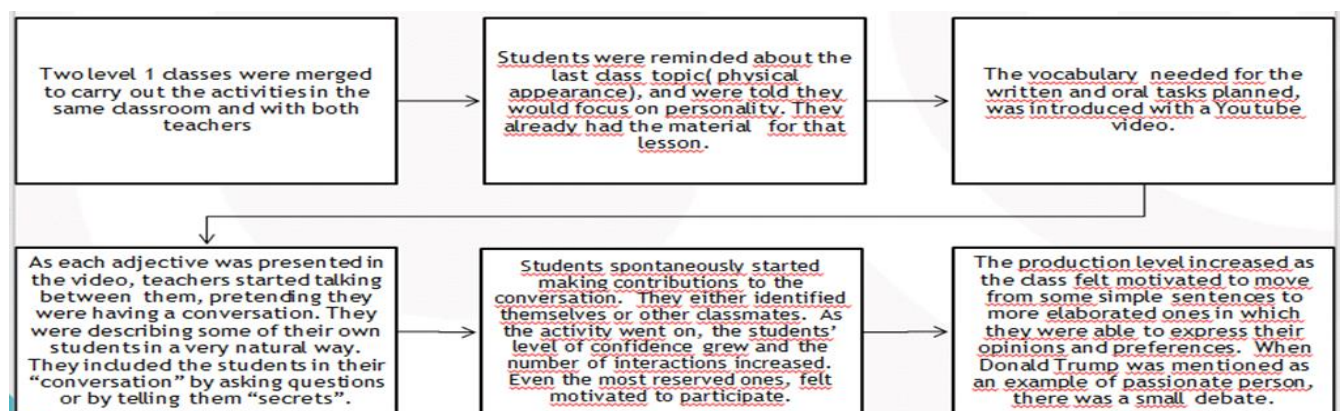 Two level 1 classes were merged
to carry out the activities in the
same classroom and with both
teachers
Students were reminded about the
last class topic( physical
appearance), and were told they
would focus on personality. They
already had the material for that
lesson.
The vocabulary needed for the
written and oral tasks planned,
was introduced with a Youtube
video.
As each adjective was presented in
the video, teachers started talking
between them, pretending they
were having a conversation. They
were describing some of their own
students in a very natural way.
They included the students in their
“conversation” by asking questions
or by telling them “secrets”.
Students spontaneously started
making contributions to the
conversation. They either identified
themselves or other classmates. As
the activity went on, the students’
level of confidence grew and the
number of interactions increased.
Even the most reserved ones, felt
motivated to participate.
The production level increased as
the class felt motivated to move
from some simple sentences to
more elaborated ones in which
they were able to express their
opinions and preferences. When
Donald Trump was mentioned as
an example of passionate person,
there was a small debate.